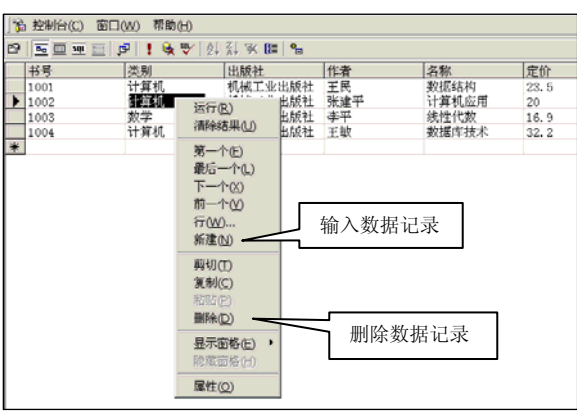 控制台(C) 窗口(W) 帮助(H)
书号 类别 出版社 作者 名称 定价
1001 计算机 机械工业出版社 王民 数据结构 23.5
1002 计算机 出版社 张建平 计算机应用 20
1003 数学 出版社 李平 线性代数 16.9
1004 计算机 出版社 王敏 数据库技术 32.2
运行(R)
清除结果(U)
第一个(E)
最后一个(L)
下一个(X)
前一个(V)
行(W)...
新建(N)
剪切(T)
复制(C)
粘贴(P)
删除(D)
显示窗格(E)
隐藏窗格(H)
属性(O)
输入数据记录
删除数据记录